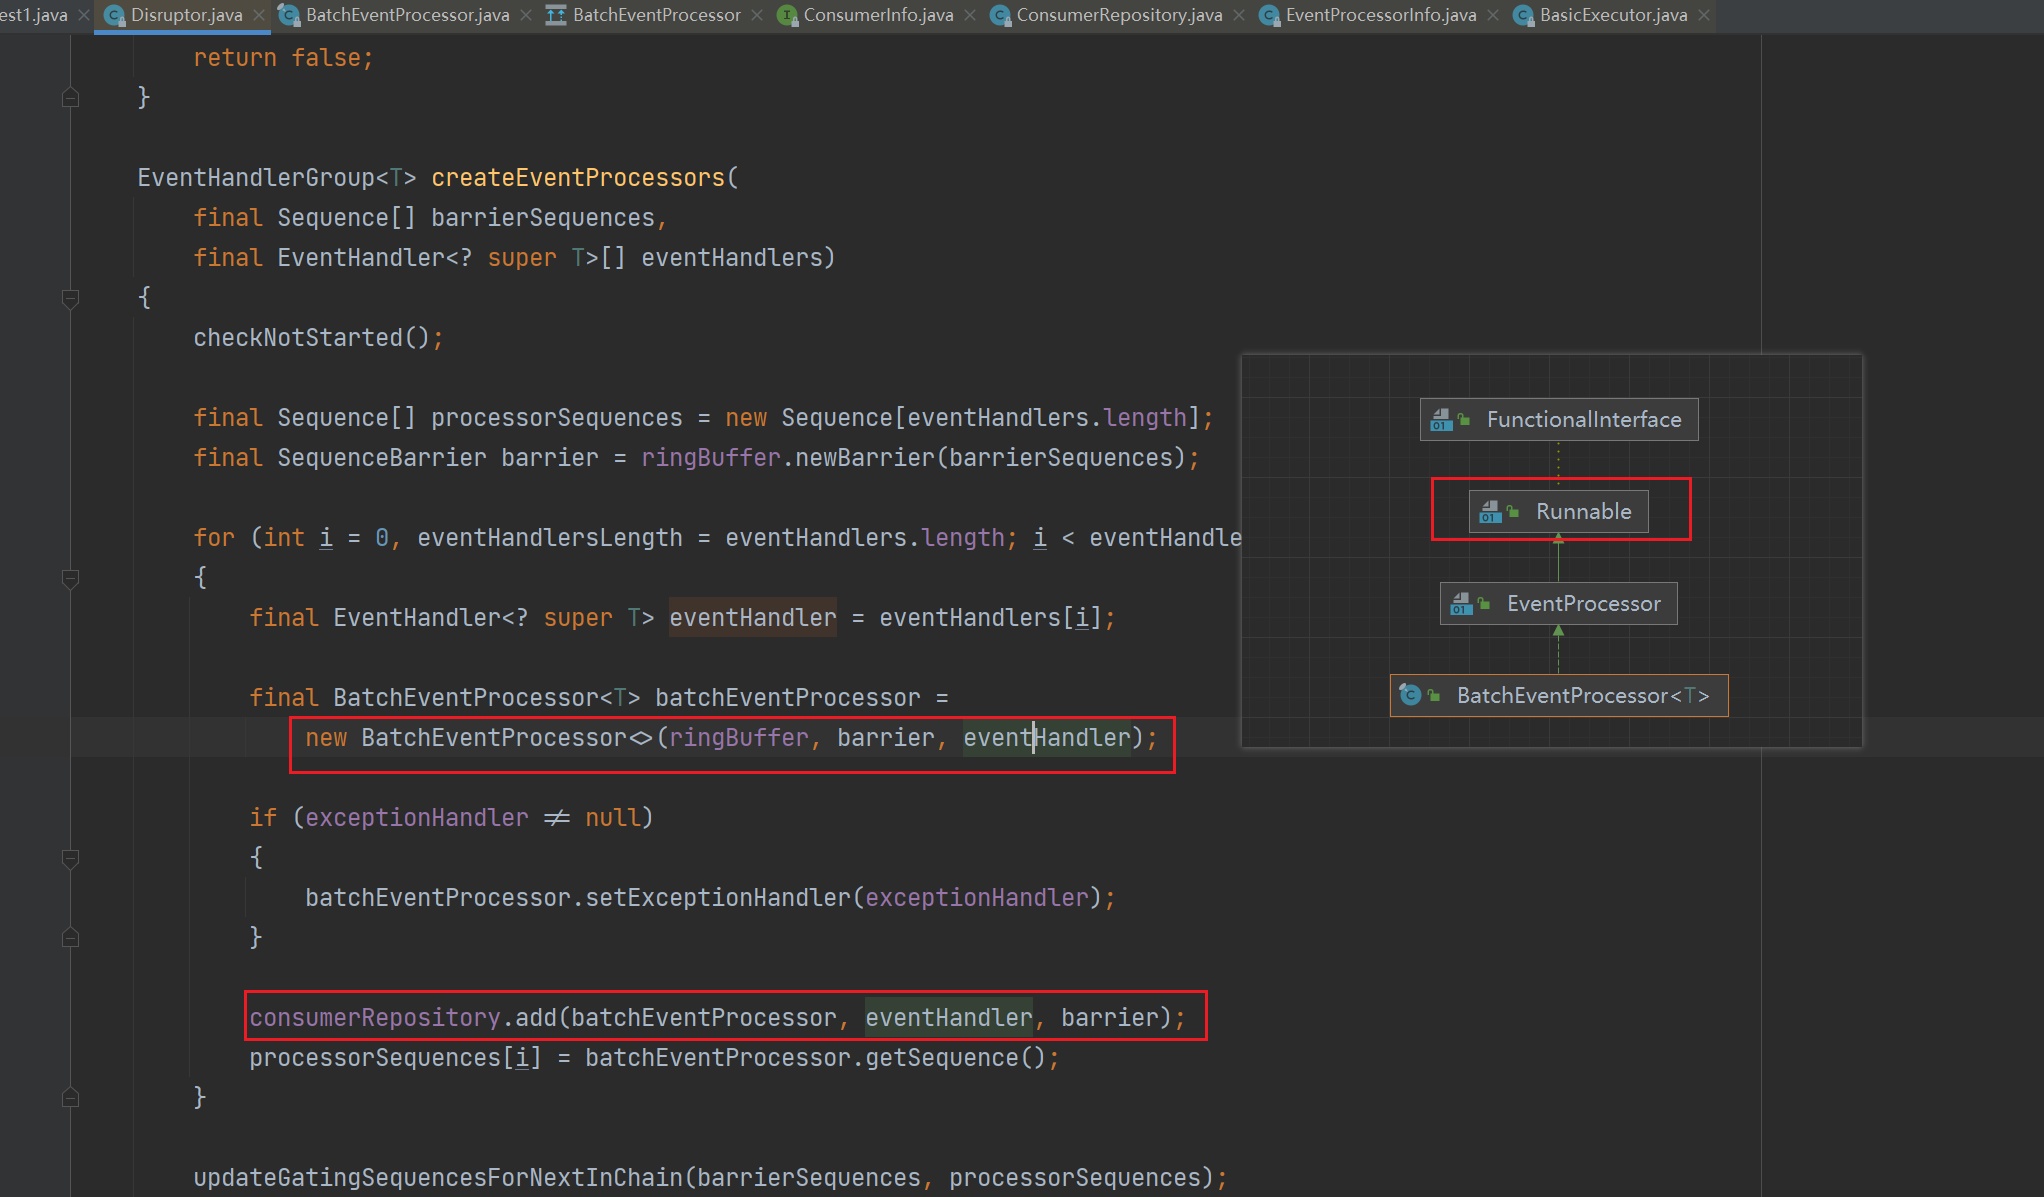 est1.java Disruptor.java BatchEventProcessor.java BatchEventProcessor ConsumerInfo.java ConsumerRepository.java EventProcessorInfo.java BasicExecutor.java
return false;
}
EventHandlerGroup<T> createEventProcessors(
final Sequence[] barrierSequences,
final EventHandler<? super T>[] eventHandlers)
{
checkNotStarted();
final Sequence[] processorSequences = new Sequence[eventHandlers.length];
final SequenceBarrier barrier = ringBuffer.newBarrier(barrierSequences);
for (int i = 0, eventHandlersLength = eventHandlers.length; i < eventHandle
{
final EventHandler<? super T> eventHandler = eventHandlers[i];
final BatchEventProcessor<T> batchEventProcessor =
new BatchEventProcessor<>(ringBuffer, barrier, eventHandler);
if (exceptionHandler ≠ null)
{
batchEventProcessor.setExceptionHandler(exceptionHandler);
}
consumerRepository.add(batchEventProcessor, eventHandler, barrier);
processorSequences[i] = batchEventProcessor.getSequence();
}
updateGatingSequencesForNextInChain(barrierSequences, processorSequences);
FunctionalInterface
Runnable
EventProcessor
BatchEventProcessor<T>